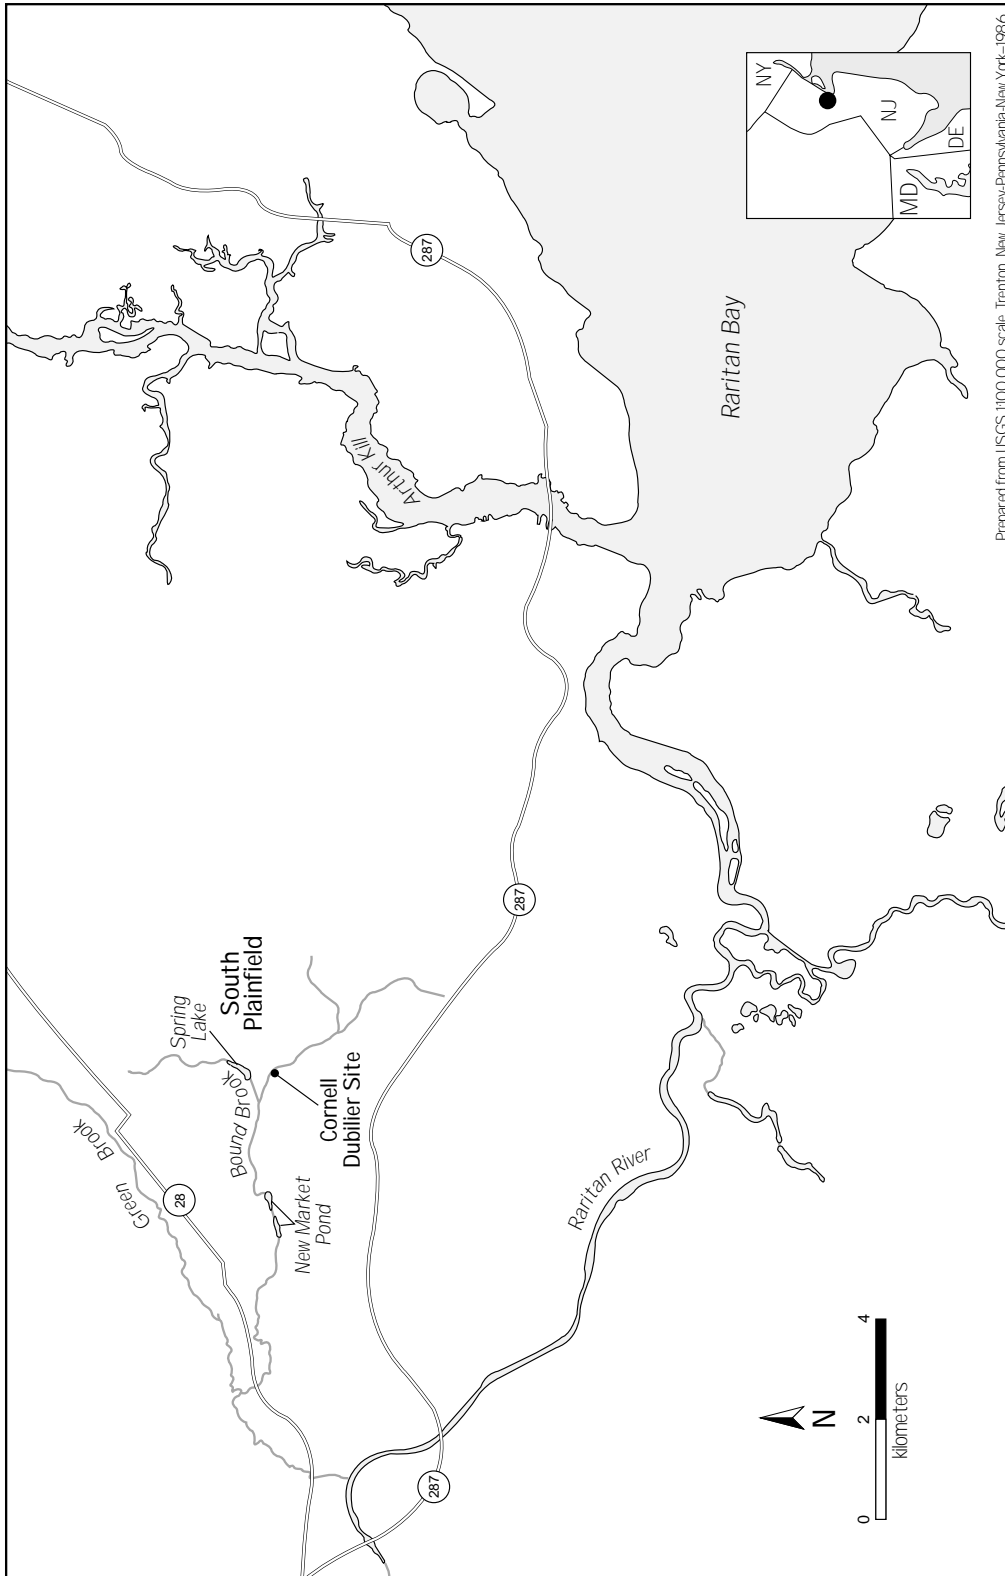 Green
Brook
28
Spring
Lake
South
Plainfield
Bound Brook
New Market
Pond
Cornell
Dubilier Site
Arthur Kill
287
287
287
Raritan River
Raritan Bay
NY
NJ
MD
DE
N
0
2
4
kilometers
Prepared from USGS 1:100,000 scale, Trenton, New Jersey-Pennsylvania-New York–1986